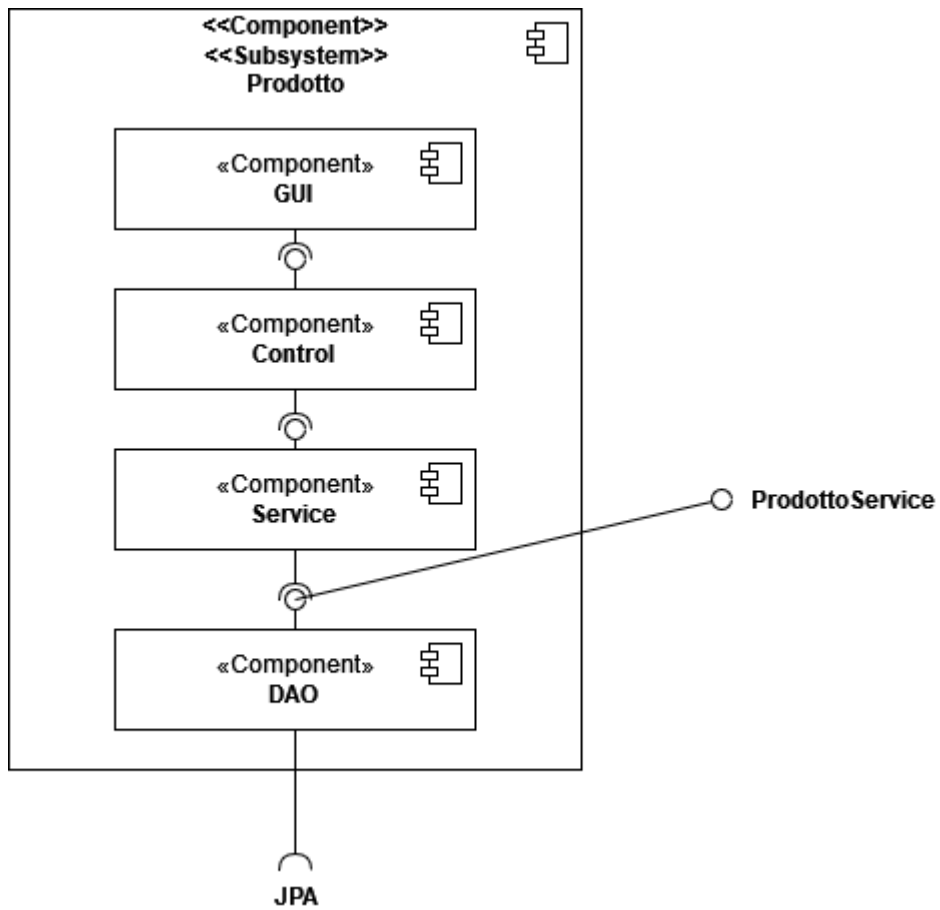 <<Component>>
<<Subsystem>>
Prodotto
«Component»
GUI
«Component»
Control
«Component»
Service
ProdottoService
«Component»
DAO
JPA